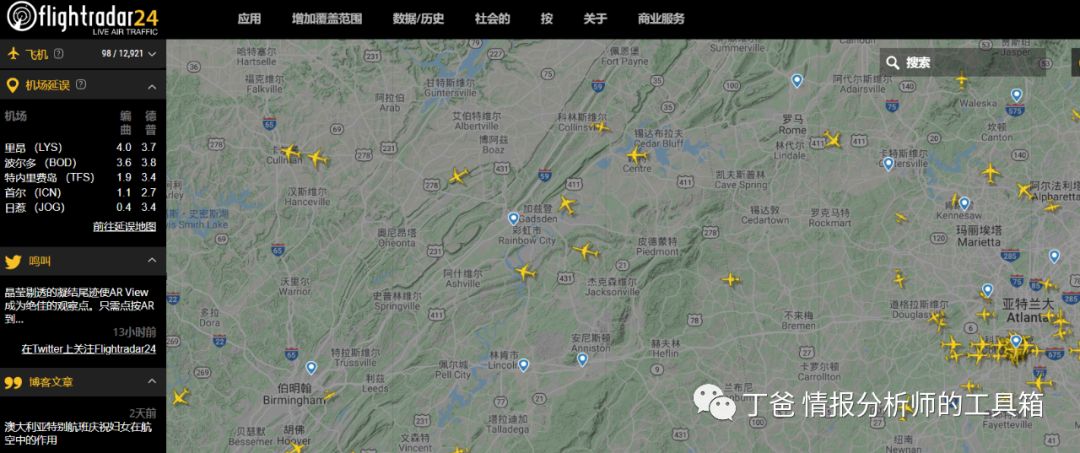 flightradar24
LIVE AIR TRAFFIC
应用 增加覆盖范围 数据/历史 社会的 按 关于 商业服务
飞机 98 / 12,921
机场延误
机场 编曲 德普
里昂 (LYS) 4.0 3.7
波尔多 (BOD) 3.6 3.8
特内里费岛 (TFS) 1.9 3.4
首尔 (ICN) 1.1 2.7
日惹 (JOG) 0.4 3.4
前往延误地图
鸣叫
晶莹剔透的凝结尾迹使AR View
成为绝佳的观察点。只需点按AR
到...
13小时前
在Twitter上关注Flightradar24
博客文章
2天前
澳大利亚特别航班庆祝妇女在航
空中的作用
搜索
哈特塞尔
Hartselle
佩恩堡
Fort Payne
Summerville
Jasper
福克维尔
Falkville
甘特斯维尔
Guntersville
阿代尔斯维尔
Adairsville
Waleska
阿拉伯
Arab
艾伯特维尔
Albertville
科林斯维尔
Collinsville
罗马
Rome
坎顿
Canton
博阿兹
Boaz
锡达布拉夫
Cedar Bluff
林代尔
Lindale
卡特斯维尔
Cullman
Centre
汉斯维尔
Hanceville
凯夫斯普林
Cave Spring
阿尔法利塔
Alpharetta
加兹登
Gadsden
锡达敦
Cedartown
罗克马特
Rockmart
Kennesaw
史密斯湖
Lewis Smith Lake
奥尼昂塔
Oneonta
彩虹市
Rainbow City
皮德蒙特
Piedmont
玛丽埃塔
Marietta
沃里尔
Warrior
阿什维尔
Ashville
杰克逊维尔
Jacksonville
史普林维尔
Springville
不来梅
Bremen
道格拉斯维尔
Douglasville
亚特兰大
Atlanta
多拉
Dora
特拉斯维尔
Trussville
林肯市
Lincoln
安尼斯顿
Anniston
赫夫林
Heflin
佩尔城
Pell City
利兹
Leeds
卡罗尔顿
Carrollton
伯明翰
Birmingham
塔拉迪加
Talladega
胡佛
Hoover
贝瑟默
Bessemer
文森特
Vincent
兰布尼
纽南
Newnan
Fayetteville
丁爸 情报分析师的工具箱